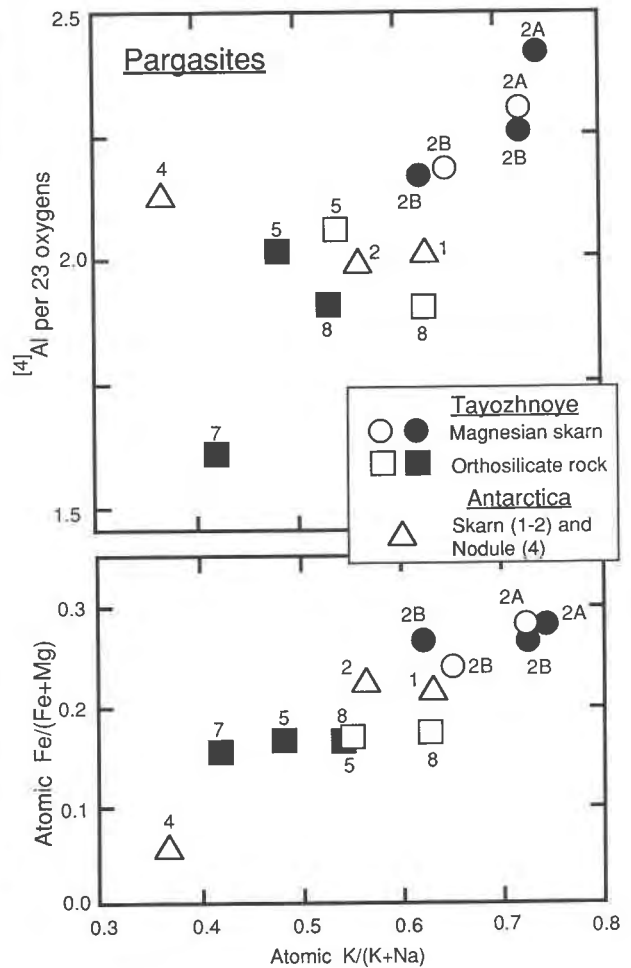 Pargasites
2.5
2.0
1.5
[4]Al per 23 oxygens
2A
2A
2B
2B
2B
4
5
5
2
1
8
8
7
Tayozhnoye
Magnesian skarn
Orthosilicate rock
Antarctica
Skarn (1-2) and
Nodule (4)
0.3
0.2
0.1
0.0
Atomic Fe/(Fe+Mg)
2A
2A
2B
2B
2B
2
1
7
5
8
5
8
4
0.3 0.4 0.5 0.6 0.7 0.8
Atomic K/(K+Na)